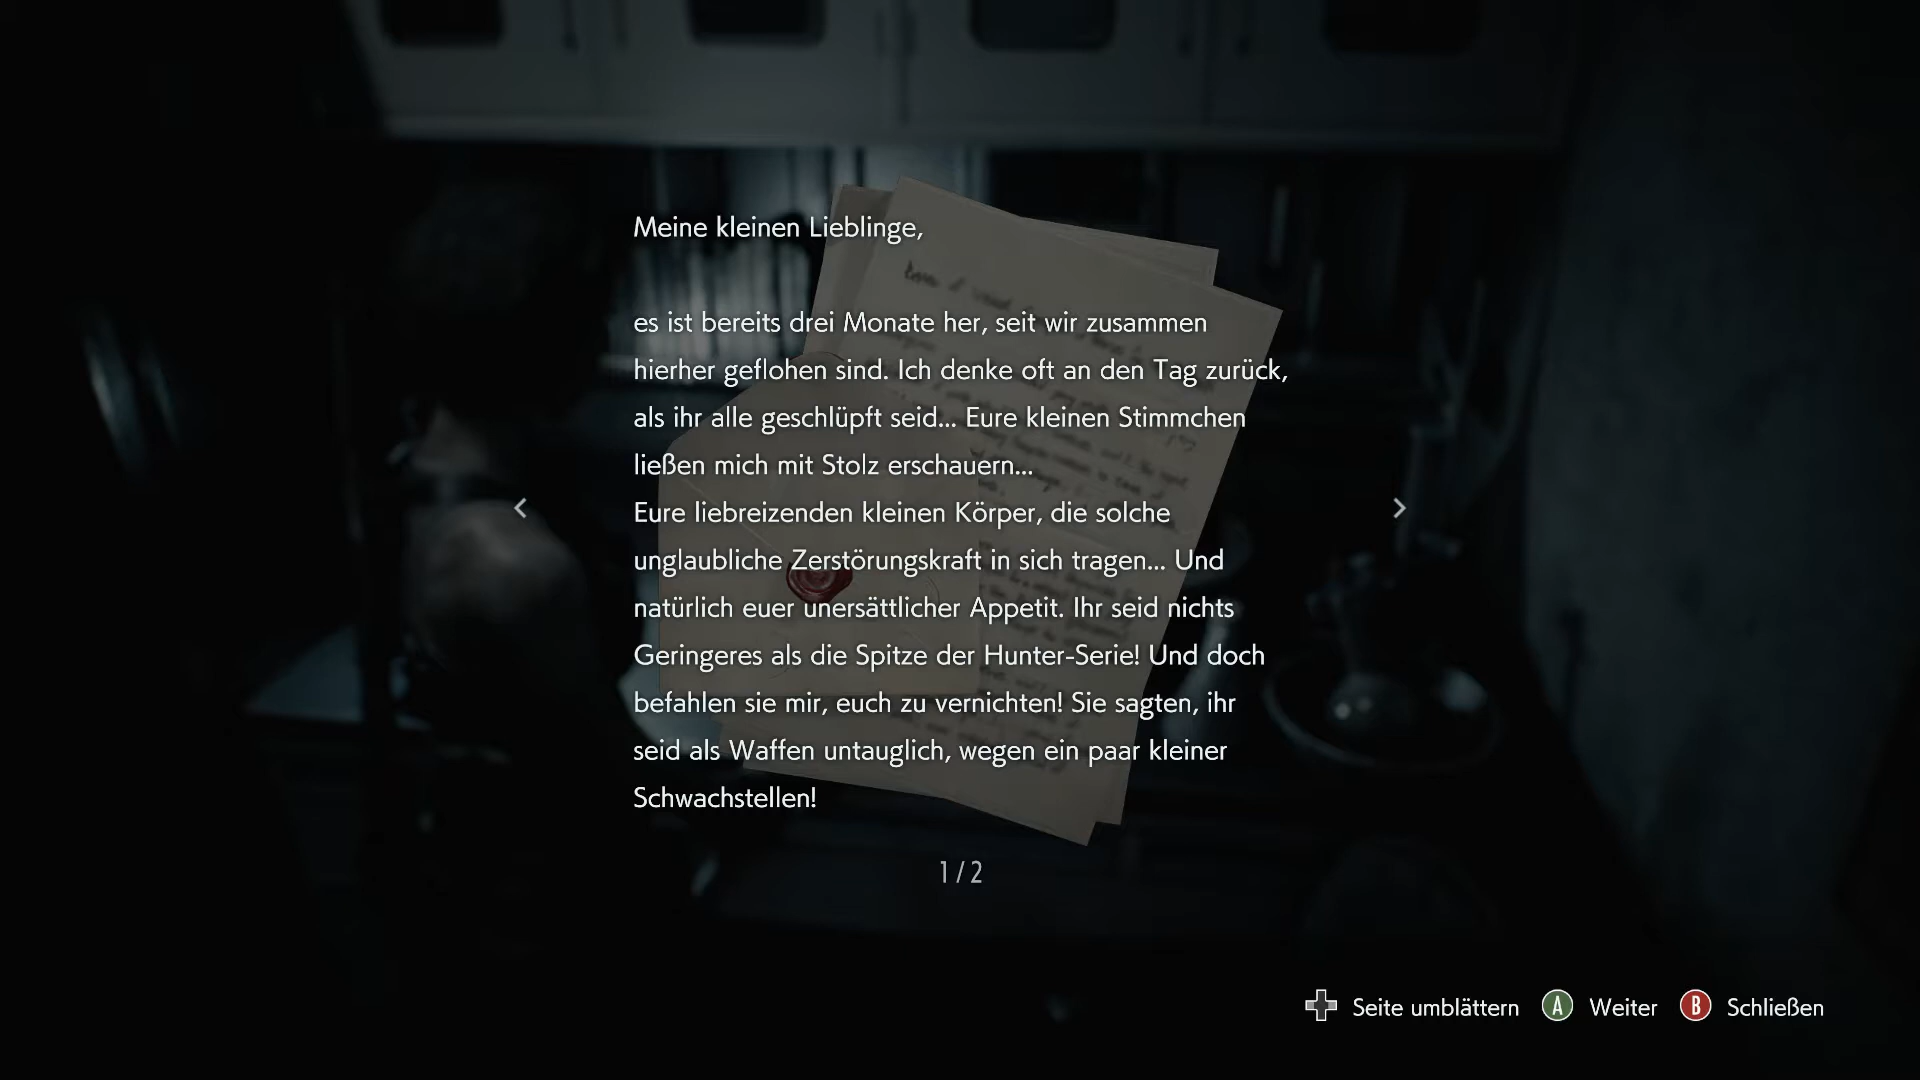 Meine kleinen Lieblinge,
es ist bereits drei Monate her, seit wir zusammen
hierher geflohen sind. Ich denke oft an den Tag zurück,
als ihr alle geschlüpft seid... Eure kleinen Stimmchen
ließen mich mit Stolz erschauern...
Eure liebreizenden kleinen Körper, die solche
unglaubliche Zerstörungskraft in sich tragen... Und
natürlich euer unersättlicher Appetit. Ihr seid nichts
Geringeres als die Spitze der Hunter-Serie! Und doch
befahlen sie mir, euch zu vernichten! Sie sagten, ihr
seid als Waffen untauglich, wegen ein paar kleiner
Schwachstellen!
1 / 2
Seite umblättern A Weiter B Schließen